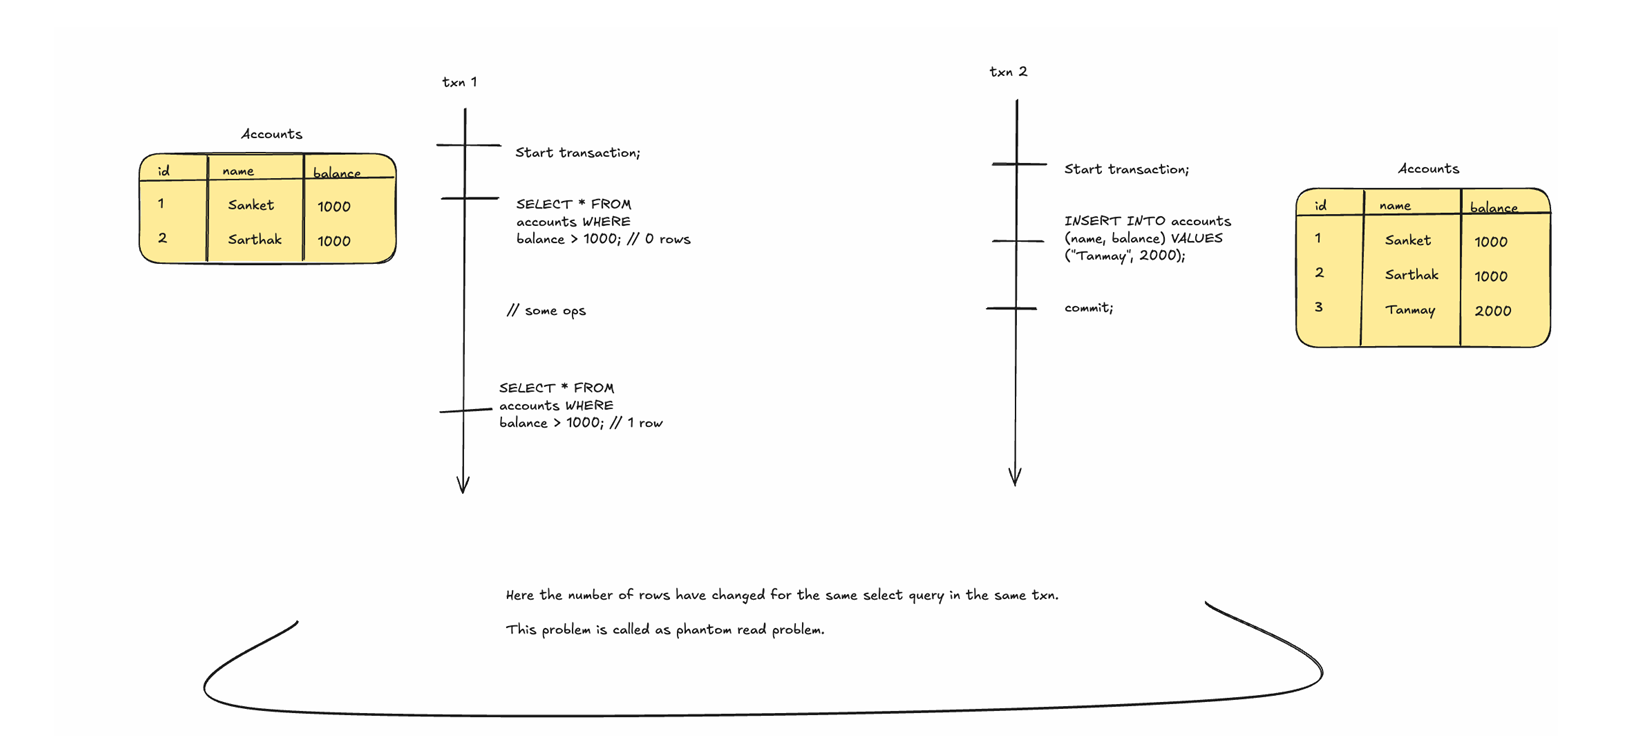 txn 1
Accounts
id name balance
1 Sanket 1000
2 Sarthak 1000
Start transaction;
SELECT * FROM
accounts WHERE
balance > 1000; // 0 rows
// some ops
SELECT * FROM
accounts WHERE
balance > 1000; // 1 row
txn 2
Start transaction;
INSERT INTO accounts
(name, balance) VALUES
("Tanmay", 2000);
commit;
Accounts
id name balance
1 Sanket 1000
2 Sarthak 1000
3 Tanmay 2000
Here the number of rows have changed for the same select query in the same txn.
This problem is called as phantom read problem.